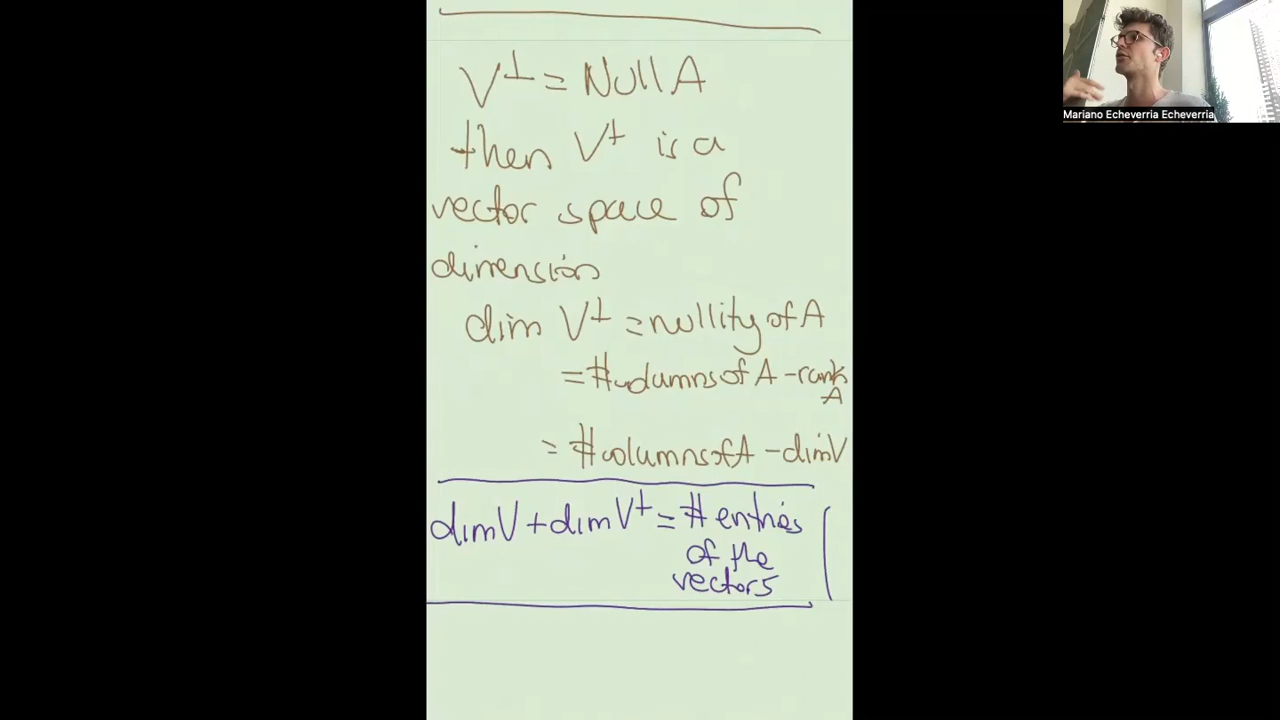 V⊥ = Null A
then V⊥ is a
vector space of
dimension
dim V⊥ = nullity of A
= # columns of A - rank
A
= # columns of A - dim V
dim V + dim V⊥ = # entries
of the
vectors
Mariano Echeverria Echeverria